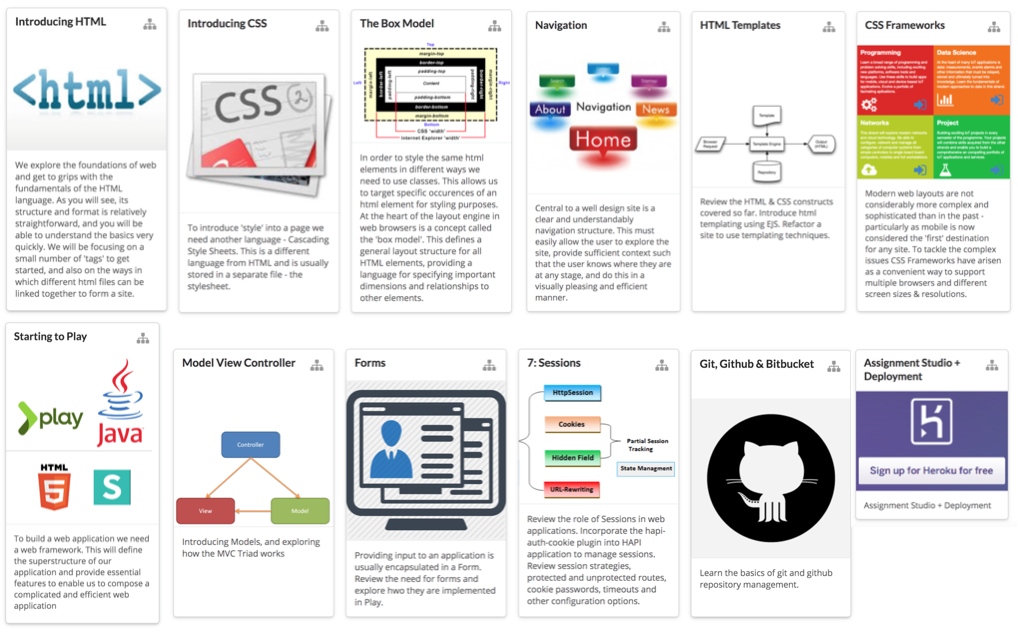 Introducing HTML
<html>
We explore the foundations of web
and get to grips with the
fundamentals of the HTML
language. As you will see, its
structure and format is relatively
straightforward, and you will be
able to understand the basics very
quickly. We will be focusing on a
small number of 'tags' to get
started, and also on the ways in
which different html files can be
linked together to form a site.
Introducing CSS
CSS 2
To introduce 'style' into a page we
need another language - Cascading
Style Sheets. This is a different
language from HTML and is usually
stored in a separate file - the
stylesheet.
The Box Model
Top
margin-top
border-top
padding-top
Content
padding-bottom
border-bottom
margin-bottom
Left
margin-left
border-left
padding-left
padding-right
border-right
margin-right
Right
Bottom
CSS 'width'
Internet Explorer 'width'
In order to style the same html
elements in different ways we
need to use classes. This allows us
to target specific occurences of an
html element for styling purposes.
At the heart of the layout engine in
web browsers is a concept called
the 'box model'. This defines a
general layout structure for all
HTML elements, providing a
language for specifying important
dimensions and relationships to
other elements.
Navigation
About
Navigation
News
Home
Central to a well design site is a
clear and understandably
navigation structure. This must
easily allow the user to explore the
site, provide sufficient context such
that the user knows where they are
at any stage, and do this in a
visually pleasing and efficient
manner.
HTML Templates
Template
Browser
Request
Template Engine
Output
(HTML)
Repository
Review the HTML & CSS constructs
covered so far. Introduce html
templating using EJS. Refactor a
site to use templating techniques.
CSS Frameworks
Programming
Data Science
Networks
Project
Modern web layouts are not
considerably more complex and
sophisticated than in the past -
particularly as mobile is now
considered the 'first' destination
for any site. To tackle the complex
issues CSS Frameworks have arisen
as a convenient way to support
multiple browsers and different
screen sizes & resolutions.
Starting to Play
play
Java
HTML
5
S
To build a web application we need
a web framework. This will define
the superstructure of our
application and provide essential
features to enable us to compose a
complicated and efficient web
application
Model View Controller
Controller
View
Model
Introducing Models, and exploring
how the MVC Triad works
Forms
Providing input to an application is
usually encapsulated in a Form.
Review the need for forms and
explore hwo they are implemented
in Play.
7: Sessions
HttpSession
Cookies
Hidden Field
URL-Rewriting
Partial Session
Tracking
State Managment
Review the role of Sessions in web
applications. Incorporate the hapi-
auth-cookie plugin into HAPI
application to manage sessions.
Review session strategies,
protected and unprotected routes,
cookie passwords, timeouts and
other configuration options.
Git, Github & Bitbucket
Learn the basics of git and github
repository management.
Assignment Studio +
Deployment
Sign up for Heroku for free
Assignment Studio + Deployment